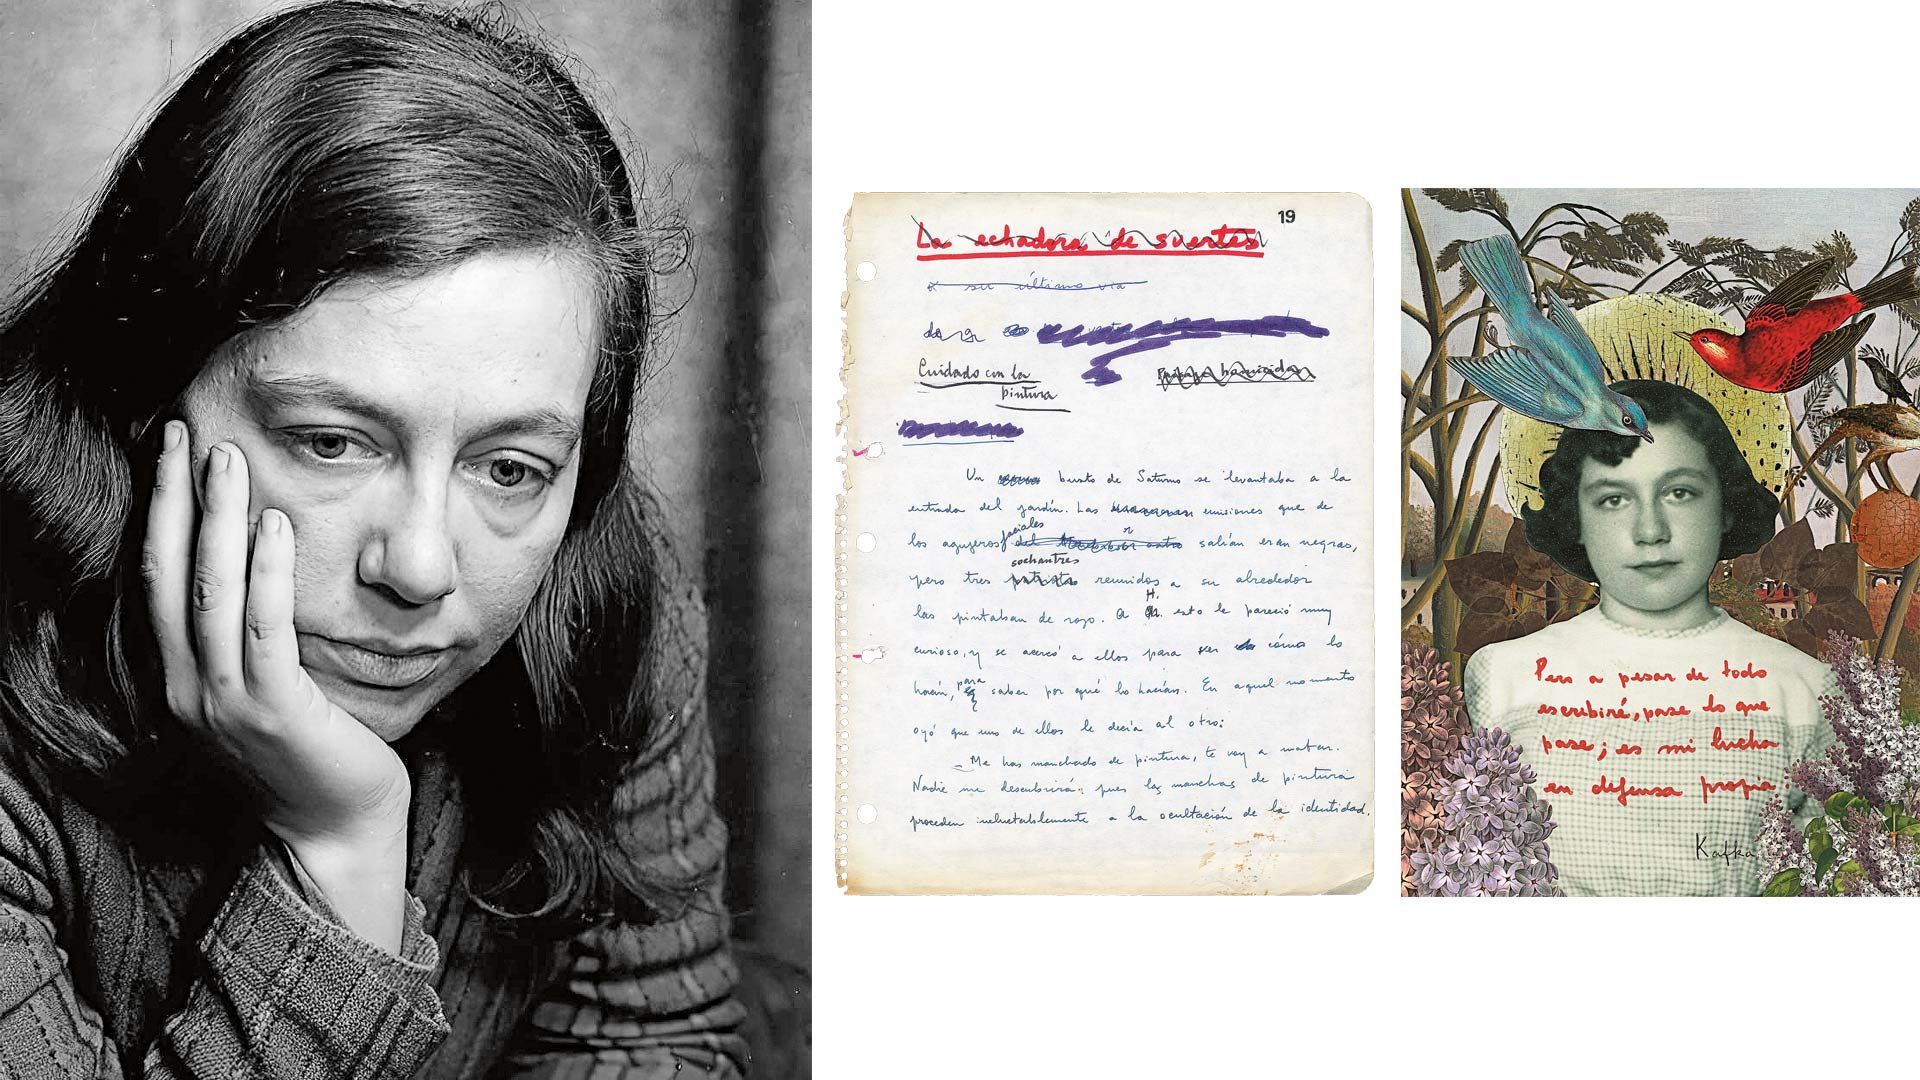 19
La echadora de suertes
su último día
Cuidado con la
pintura
Un busto de Saturno se levantaba a la
entrada del jardín. Las emisiones que de
faciales
los agujeros salían eran negras,
sochantres
pero tres patriotas reunidos a su alrededor
H.
las pintaban de rojo. A esto le pareció muy
curioso, y se acercó a ellos para ver cómo lo
para
hacían, saber por qué lo hacían. En aquel momento
oyó que uno de ellos le decía al otro:
— Me has manchado de pintura, te voy a matar.
Nadie me descubrirá: pues las manchas de pintura
proceden ineluctablemente a la ocultación de la identidad.
Pero a pesar de todo
escribiré, pase lo que
pase; es mi lucha
en defensa propia.
Kafka